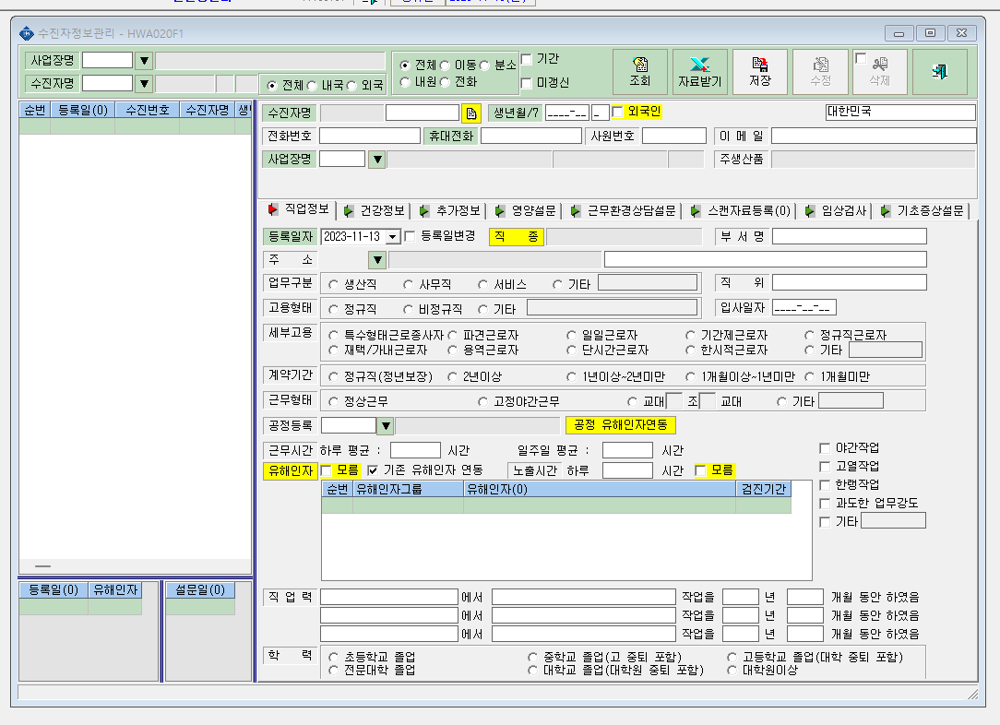 수진자정보관리 - HWA020F1
사업장명
수진자명
전체 내국 외국
전체 이동 분소
내원 전화
기간
미갱신
조회 자료받기 저장 수정 삭제
순번 등록일(0) 수진번호 수진자명 생년
수진자명 생년월/7 ____-__ _ 외국인 대한민국
전화번호 휴대전화 사원번호 이 메 일
사업장명 주생산품
직업정보 건강정보 추가정보 영양설문 근무환경상담설문 스캔자료등록(0) 임상검사 기초증상설문
등록일자 2023-11-13 등록일변경 직 종 부 서 명
주 소
업무구분 생산직 사무직 서비스 기타 직 위
고용형태 정규직 비정규직 기타 입사일자 ____-__-__
세부고용 특수형태근로종사자 파견근로자 일일근로자 기간제근로자 정규직근로자
재택/가내근로자 용역근로자 단시간근로자 한시적근로자 기타
계약기간 정규직(정년보장) 2년이상 1년이상~2년미만 1개월이상~1년미만 1개월미만
근무형태 정상근무 고정야간근무 교대 조 교대 기타
공정등록 공정 유해인자연동
근무시간 하루 평균 : 시간 일주일 평균 : 시간
유해인자 모름 기존 유해인자 연동 노출시간 하루 시간 모름
순번 유해인자그룹 유해인자(0) 검진기간
야간작업
고열작업
한랭작업
과도한 업무강도
기타
등록일(0) 유해인자 설문일(0)
직 업 력 에서 작업을 년 개월 동안 하였음
에서 작업을 년 개월 동안 하였음
에서 작업을 년 개월 동안 하였음
학 력 초등학교 졸업 중학교 졸업(고 중퇴 포함) 고등학교 졸업(대학 중퇴 포함)
전문대학 졸업 대학교 졸업(대학원 중퇴 포함) 대학원이상